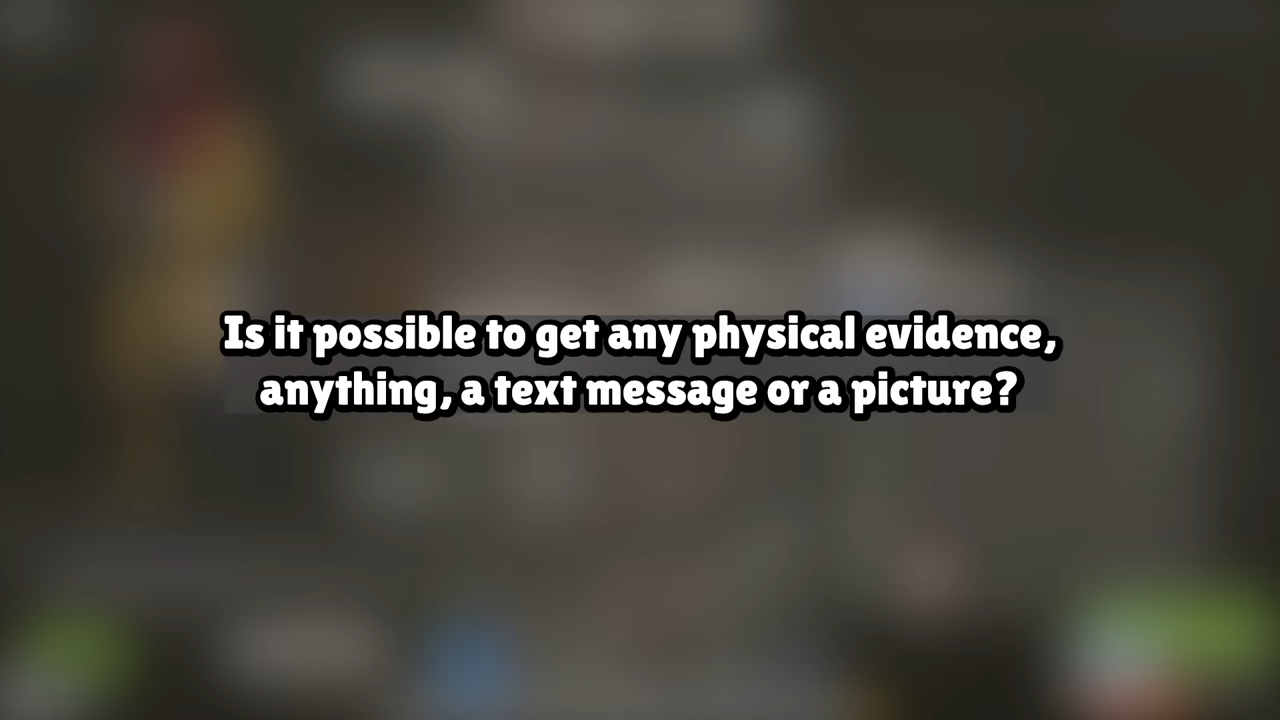 Is it possible to get any physical evidence,
anything, a text message or a picture?